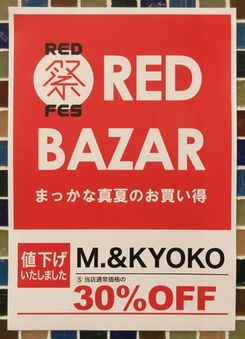 RED
祭
FES
RED
BAZAR
まっかな真夏のお買い得
値下げ
いたしました
M.&KYOKO
Ⓢ当店通常価格の
30%OFF